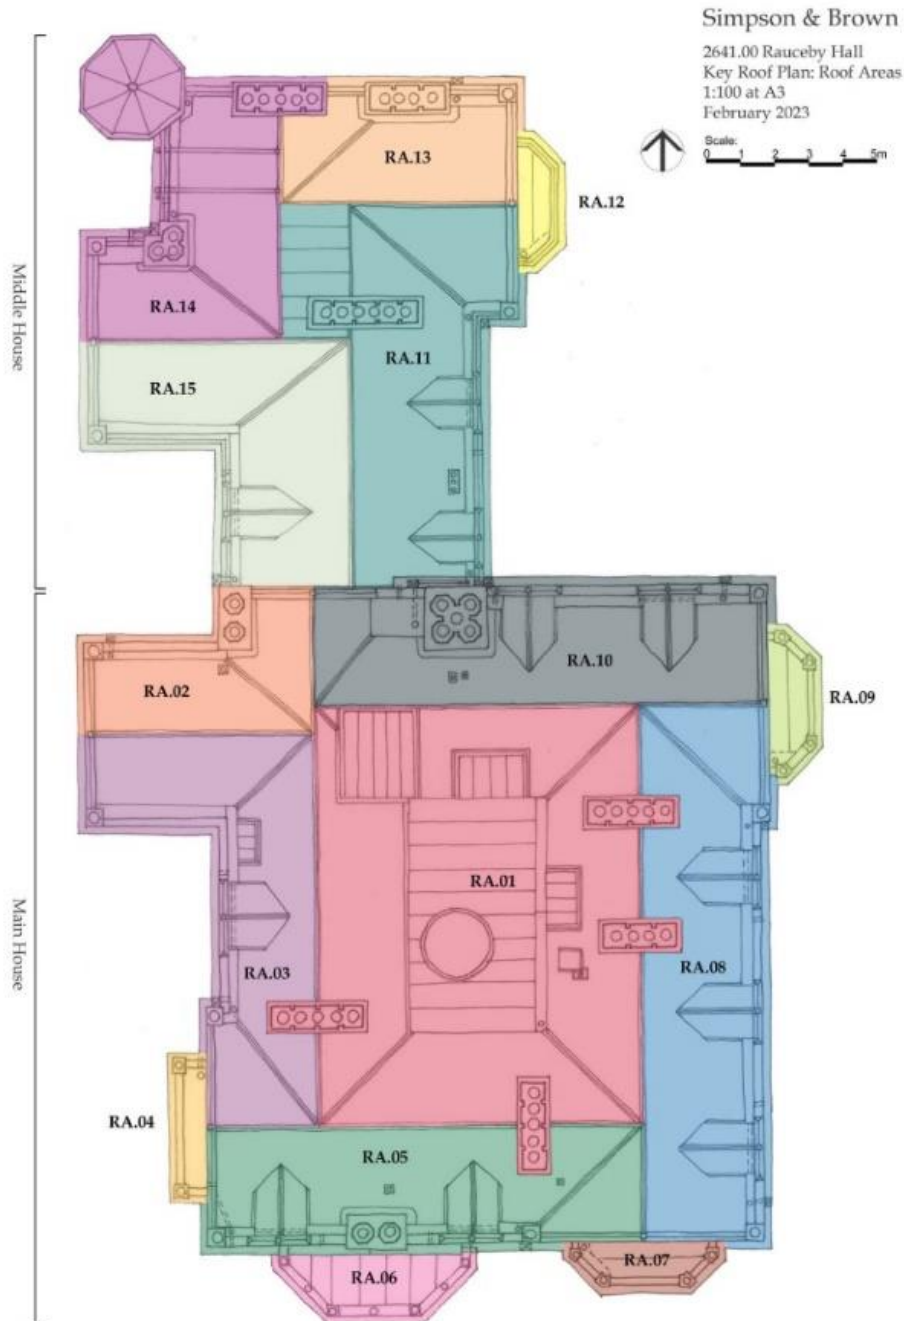 Simpson & Brown
2641.00 Rauceby Hall
Key Roof Plan: Roof Areas
1:100 at A3
February 2023
Scale:
0 1 2 3 4 5m
Middle House
RA.13
RA.12
RA.14
RA.11
RA.15
Main House
RA.10
RA.02
RA.09
RA.01
RA.03
RA.08
RA.04
RA.05
RA.07
RA.06